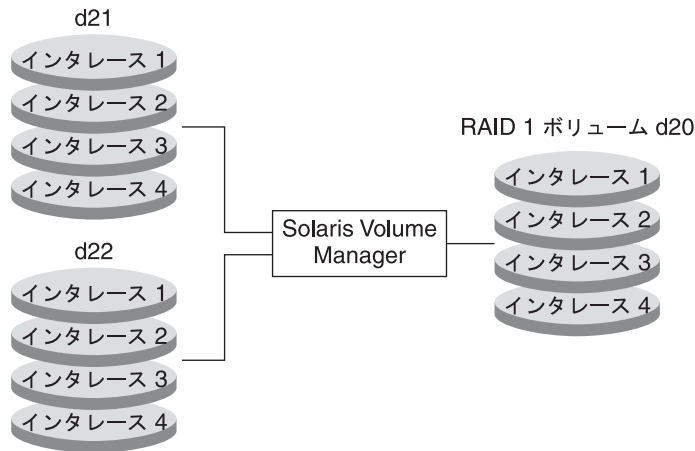 d21
インタレース 1
インタレース 2
インタレース 3
インタレース 4
d22
インタレース 1
インタレース 2
インタレース 3
インタレース 4
Solaris Volume
Manager
RAID 1 ボリューム d20
インタレース 1
インタレース 2
インタレース 3
インタレース 4